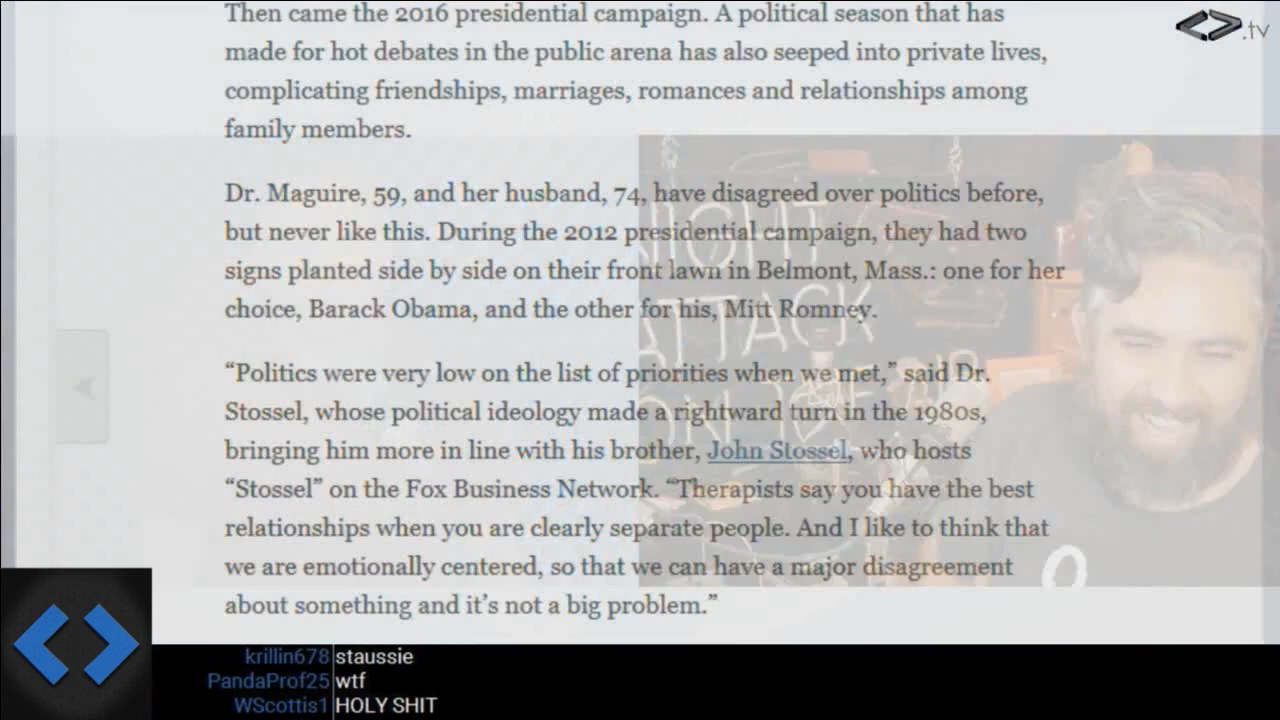 Then came the 2016 presidential campaign. A political season that has
made for hot debates in the public arena has also seeped into private lives,
complicating friendships, marriages, romances and relationships among
family members.
Dr. Maguire, 59, and her husband, 74, have disagreed over politics before,
but never like this. During the 2012 presidential campaign, they had two
signs planted side by side on their front lawn in Belmont, Mass.: one for her
choice, Barack Obama, and the other for his, Mitt Romney.
“Politics were very low on the list of priorities when we met,” said Dr.
Stossel, whose political ideology made a rightward turn in the 1980s,
bringing him more in line with his brother, John Stossel, who hosts
“Stossel” on the Fox Business Network. “Therapists say you have the best
relationships when you are clearly separate people. And I like to think that
we are emotionally centered, so that we can have a major disagreement
about something and it’s not a big problem.”
.tv
NIGHT
ATTACK
krillin678 staussie
PandaProf25 wtf
WScottis1 HOLY SHIT